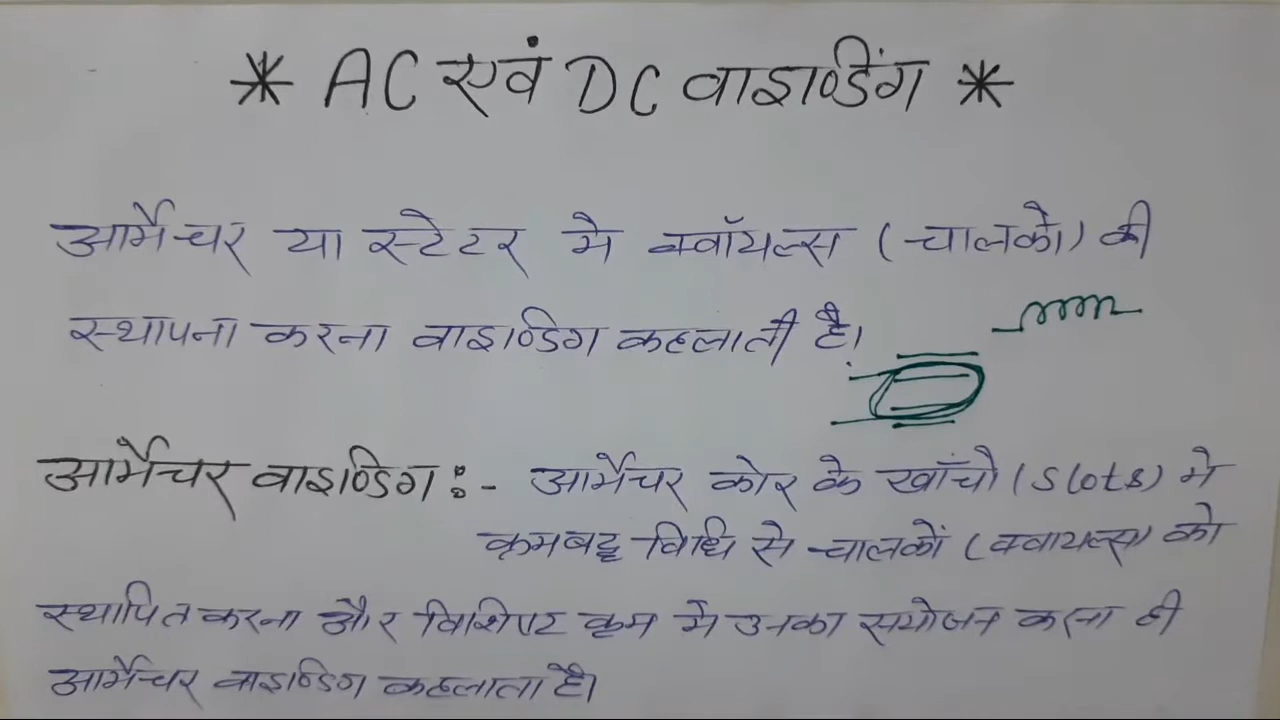 * AC एवं DC वाइण्डिंग *
आर्मेचर या स्टेटर मे क्वॉयल्स (चालको) की
स्थापना करना वाइण्डिग कहलाती है।
आर्मेचर वाइण्डिग :- आर्मेचर कोर के खाँचो (Slots) मे
क्रमबद्ध विधि से चालकों (क्वायल्स) को
स्थापित करना और विशिष्ट क्रम मे उनका सयोजन करना ही
आर्मेचर वाइण्डिग कहलाता है।